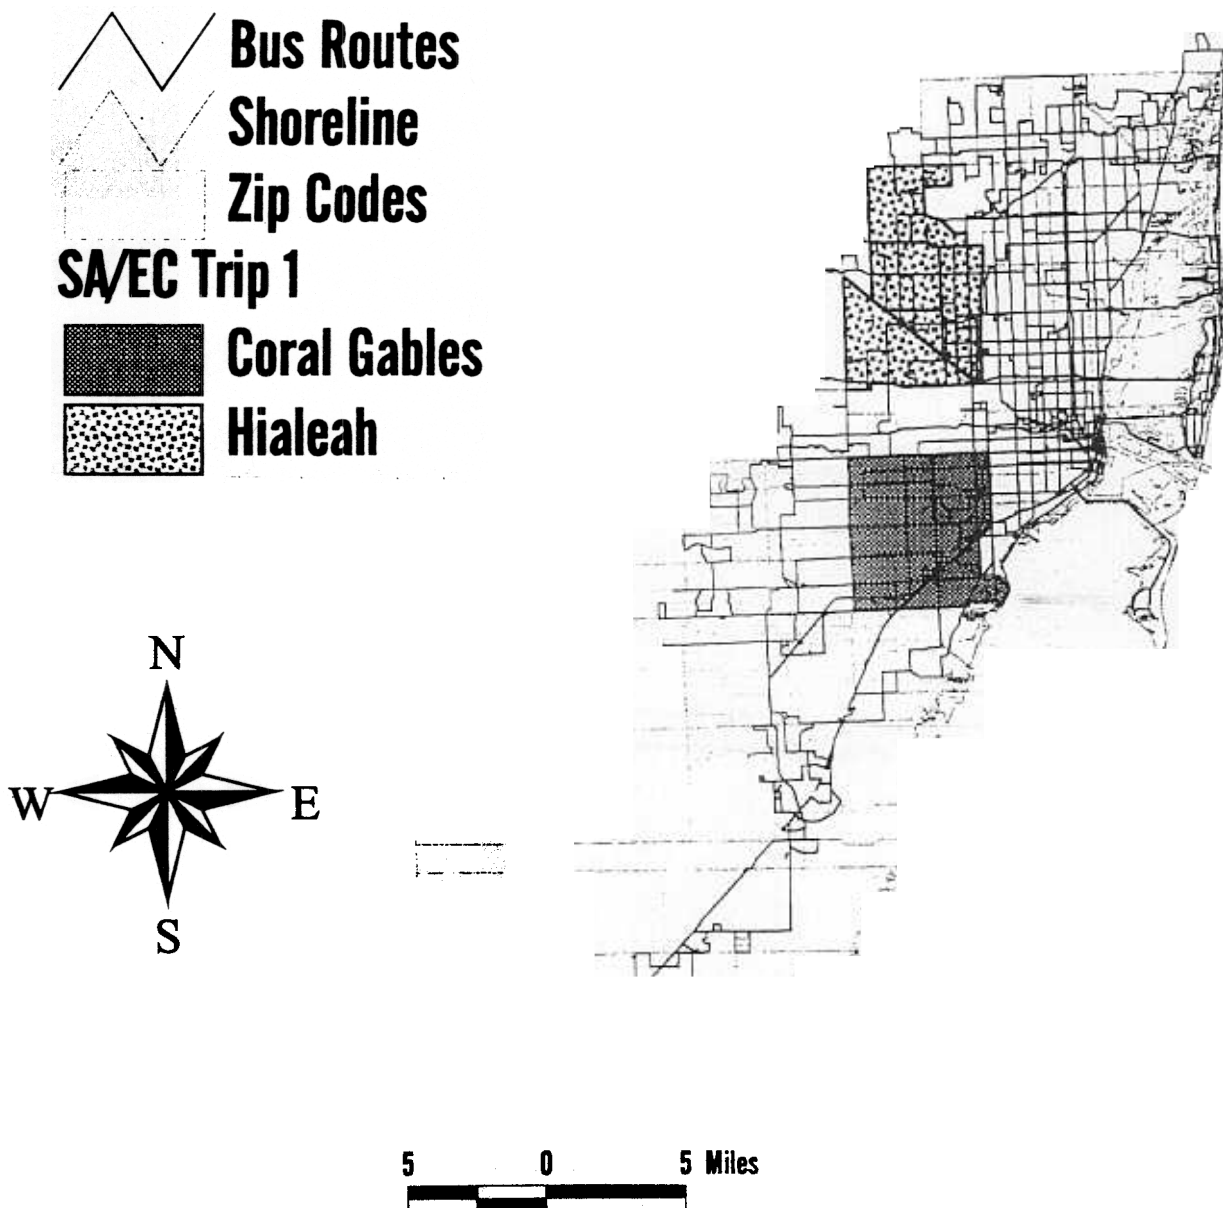 Bus Routes
Shoreline
Zip Codes
SA/EC Trip 1
Coral Gables
Hialeah
N
W
E
S
5 0 5 Miles